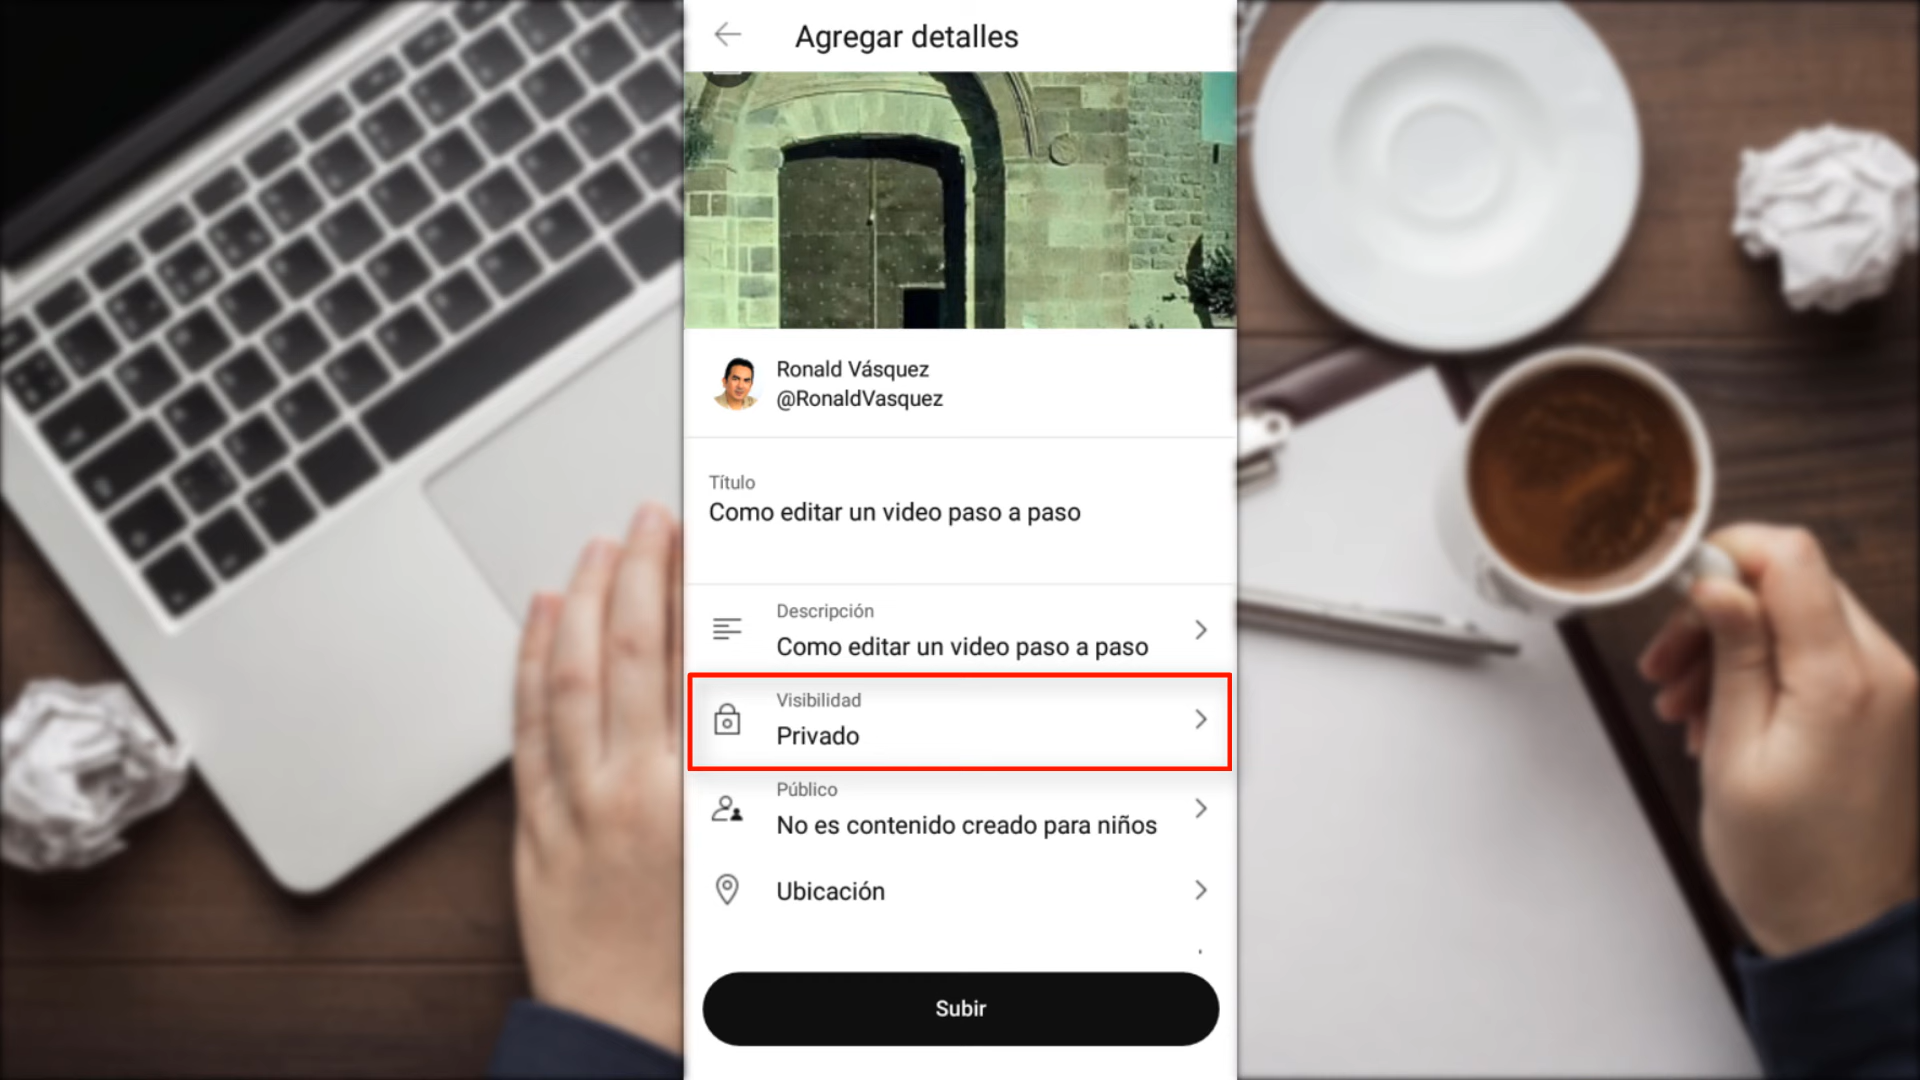 Agregar detalles
Ronald Vásquez
@RonaldVasquez
Título
Como editar un video paso a paso
Descripción
Como editar un video paso a paso
Visibilidad
Privado
Público
No es contenido creado para niños
Ubicación
Subir